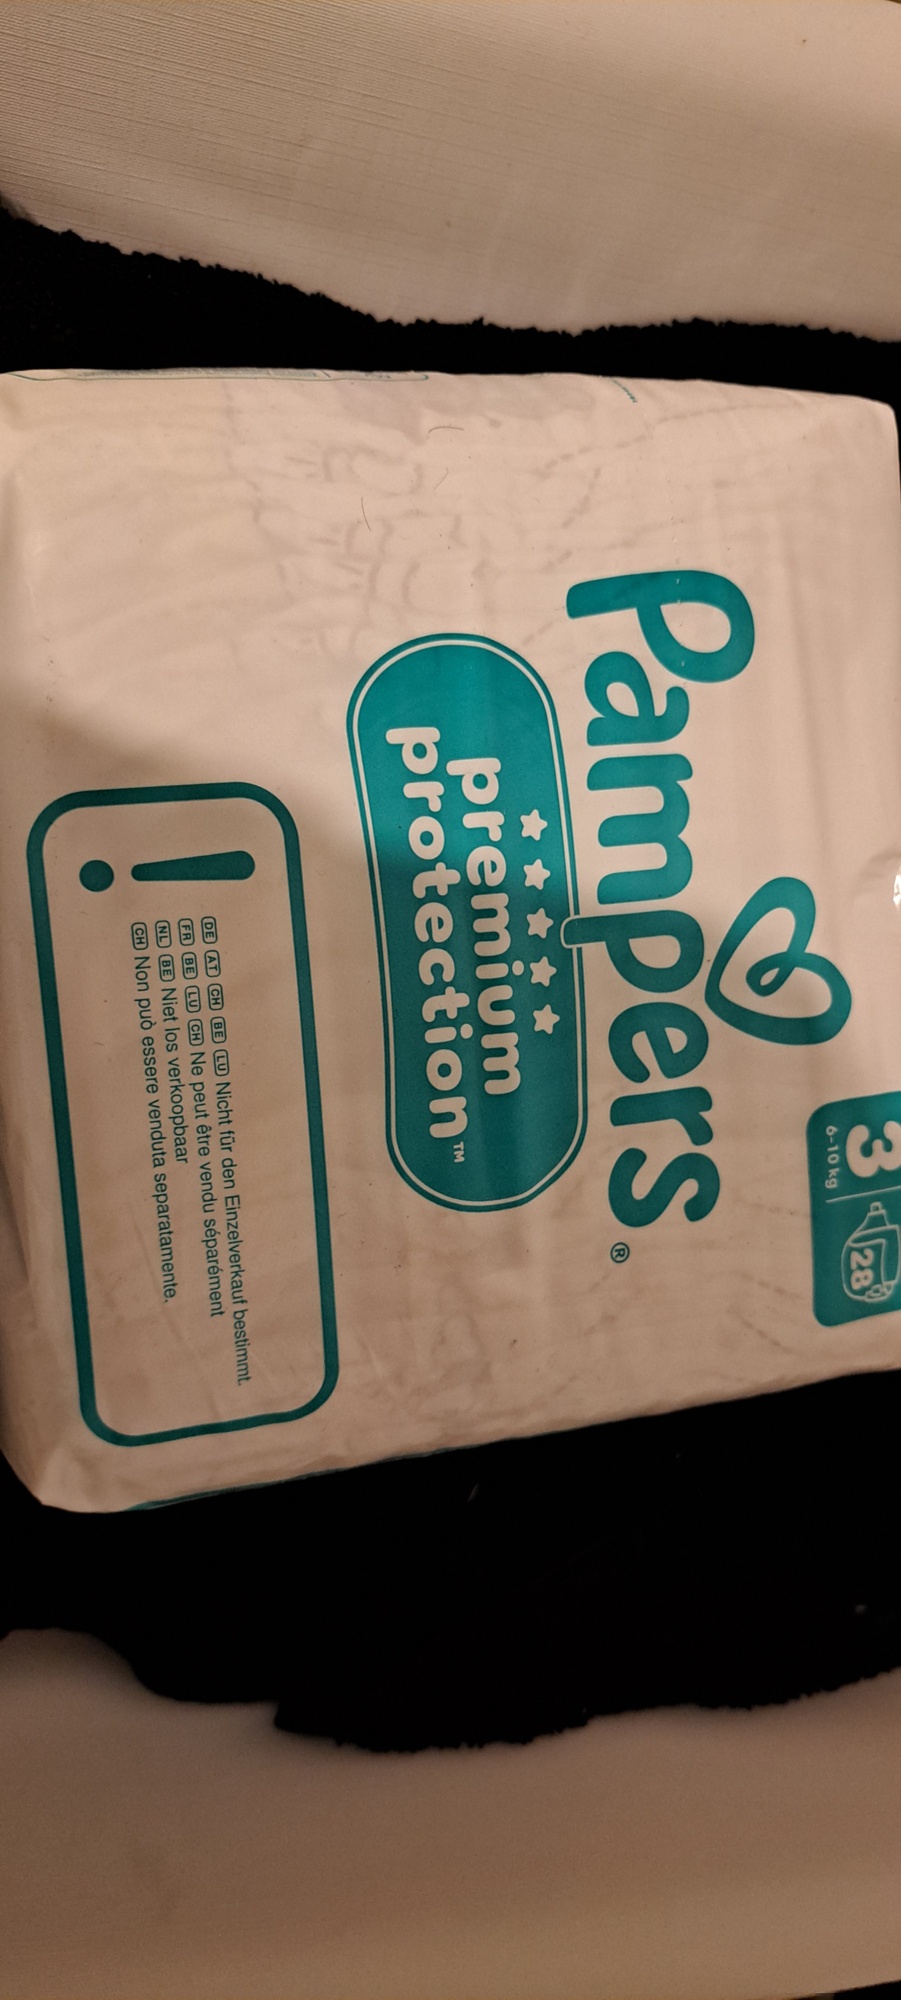 3
6-10 kg
28
Pampers®
premium
protection™
!
DE AT CH BE LU Nicht für den Einzelverkauf bestimmt.
FR BE LU CH Ne peut être vendu séparément
NL BE Niet los verkoopbaar
CH Non può essere venduta separatamente.